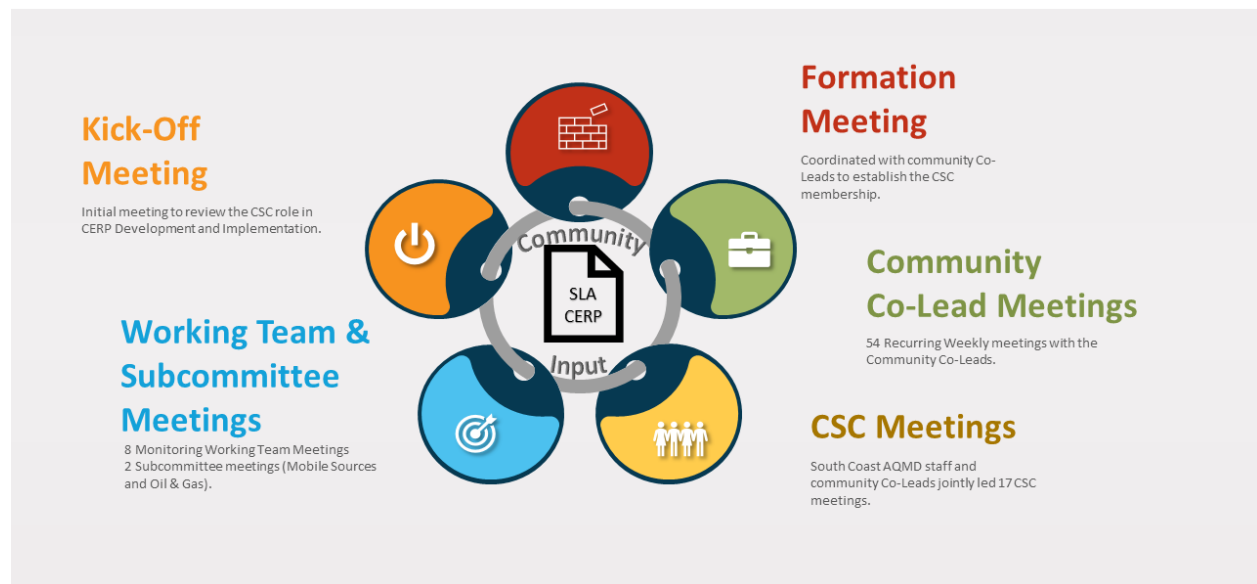 Kick-Off
Meeting
Initial meeting to review the CSC role in
CERP Development and Implementation.
Working Team &
Subcommittee
Meetings
8 Monitoring Working Team Meetings
2 Subcommittee meetings (Mobile Sources
and Oil & Gas).
Community
SLA
CERP
Input
Formation
Meeting
Coordinated with community Co-
Leads to establish the CSC
membership.
Community
Co-Lead Meetings
54 Recurring Weekly meetings with the
Community Co-Leads.
CSC Meetings
South Coast AQMD staff and
community Co-Leads jointly led 17 CSC
meetings.